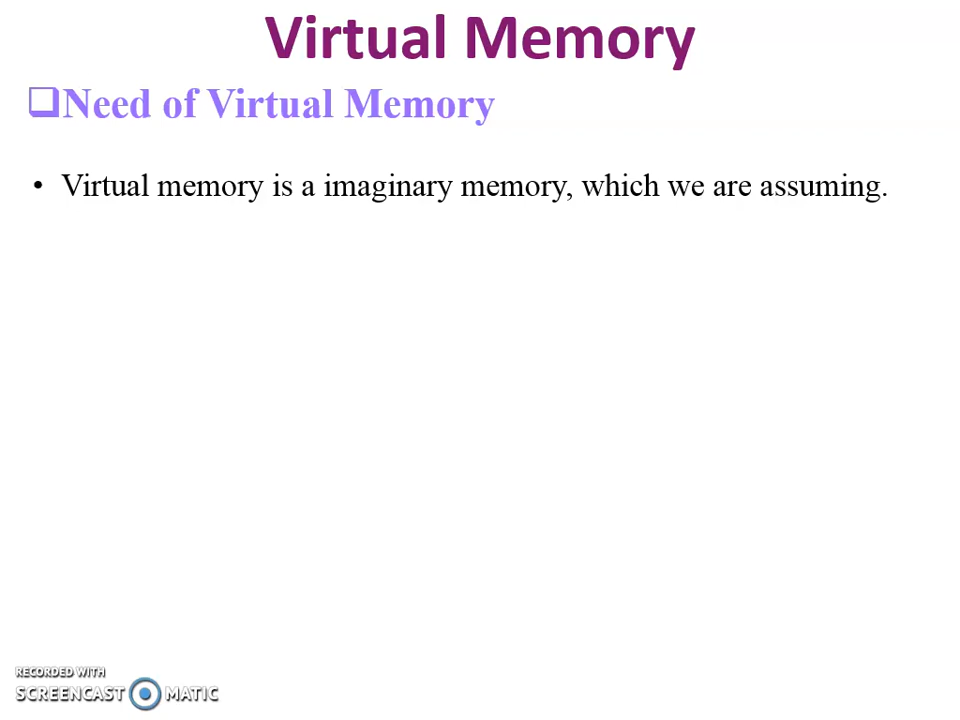 Virtual Memory
❑Need of Virtual Memory
• Virtual memory is a imaginary memory, which we are assuming.
RECORDED WITH
SCREENCAST MATIC